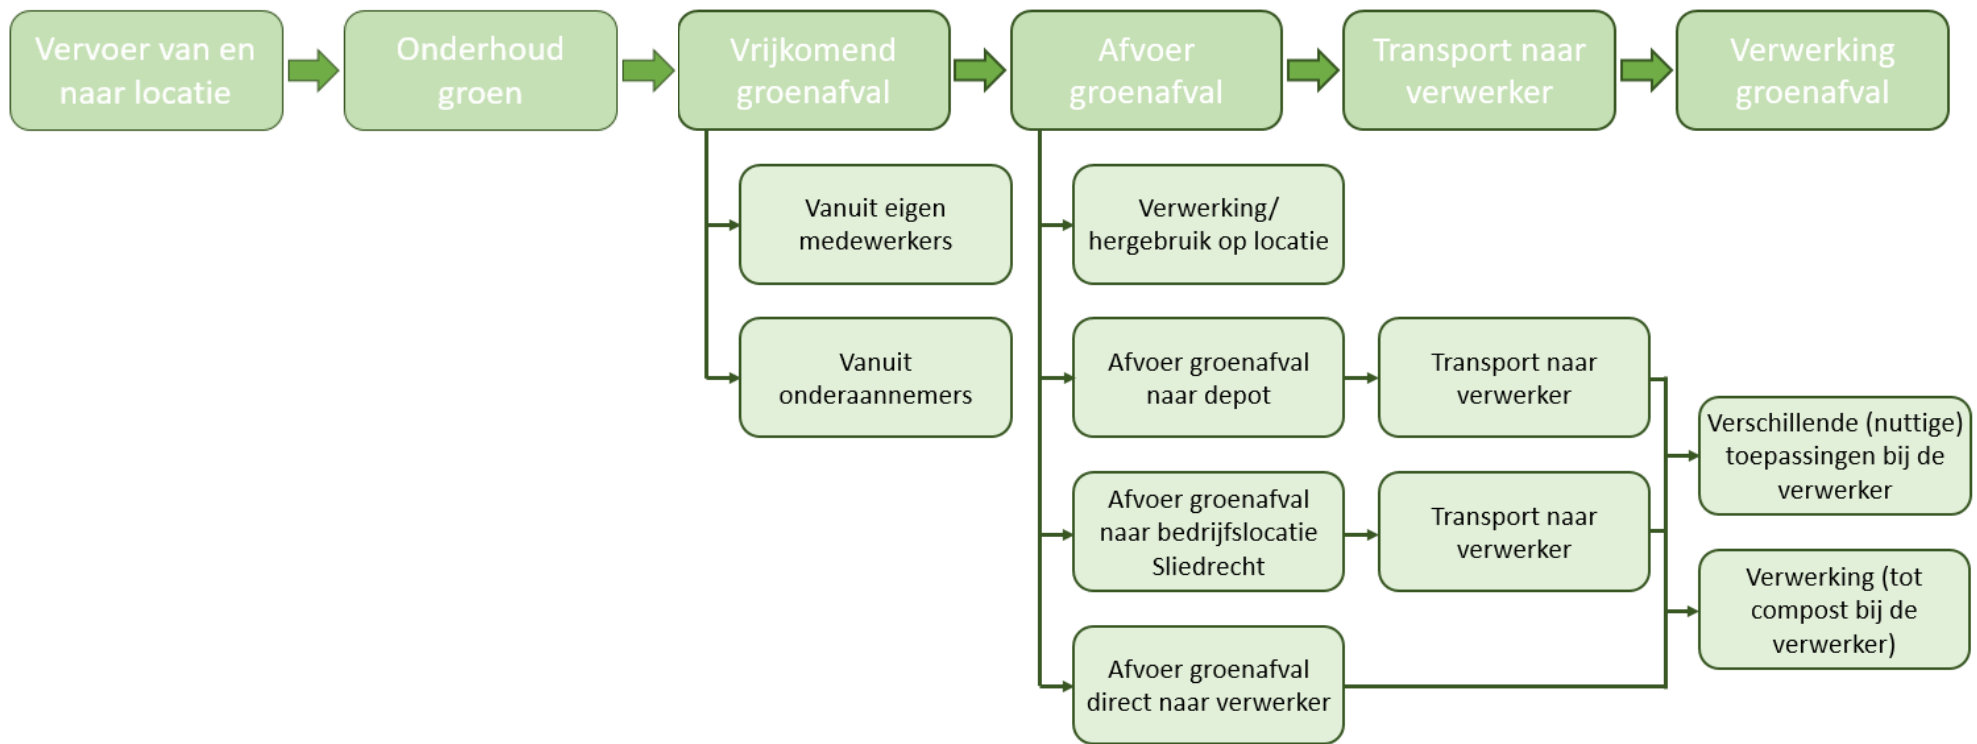 Vervoer van en
naar locatie
Onderhoud
groen
Vrijkomend
groenafval
Afvoer
groenafval
Transport naar
verwerker
Verwerking
groenafval
Vanuit eigen
medewerkers
Vanuit
onderaannemers
Verwerking/
hergebruik op locatie
Afvoer groenafval
naar depot
Transport naar
verwerker
Afvoer groenafval
naar bedrijfslocatie
Sliedrecht
Transport naar
verwerker
Afvoer groenafval
direct naar verwerker
Verschillende (nuttige)
toepassingen bij de
verwerker
Verwerking (tot
compost bij de
verwerker)